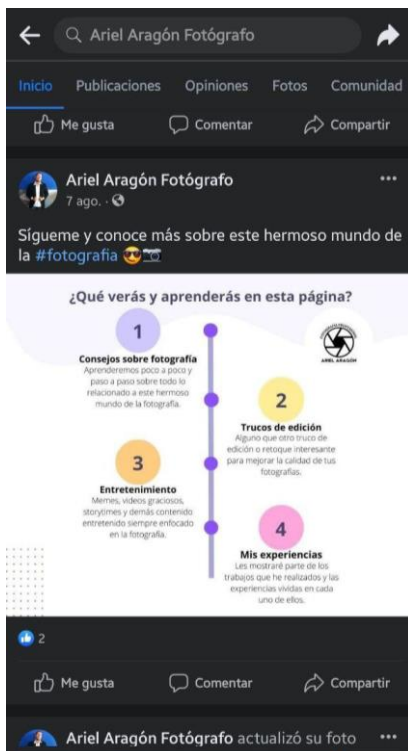 Ariel Aragón Fotógrafo
Inicio Publicaciones Opiniones Fotos Comunidad
Me gusta Comentar Compartir
Ariel Aragón Fotógrafo
7 ago.
Sígueme y conoce más sobre este hermoso mundo de
la #fotografia
¿Qué verás y aprenderás en esta página?
1
Consejos sobre fotografía
Aprenderemos poco a poco y
paso a paso sobre todo lo
relacionado a este hermoso
mundo de la fotografía.
ARIEL ARAGÓN
2
Trucos de edición
Alguno que otro truco de
edición o retoque interesante
para mejorar la calidad de tus
fotografías.
3
Entretenimiento
Memes, videos graciosos,
storytimes y demás contenido
entretenido siempre enfocado
en la fotografía.
4
Mis experiencias
Les mostraré parte de los
trabajos que he realizados y las
experiencias vividas en cada
uno de ellos.
2
Me gusta Comentar Compartir
Ariel Aragón Fotógrafo actualizó su foto